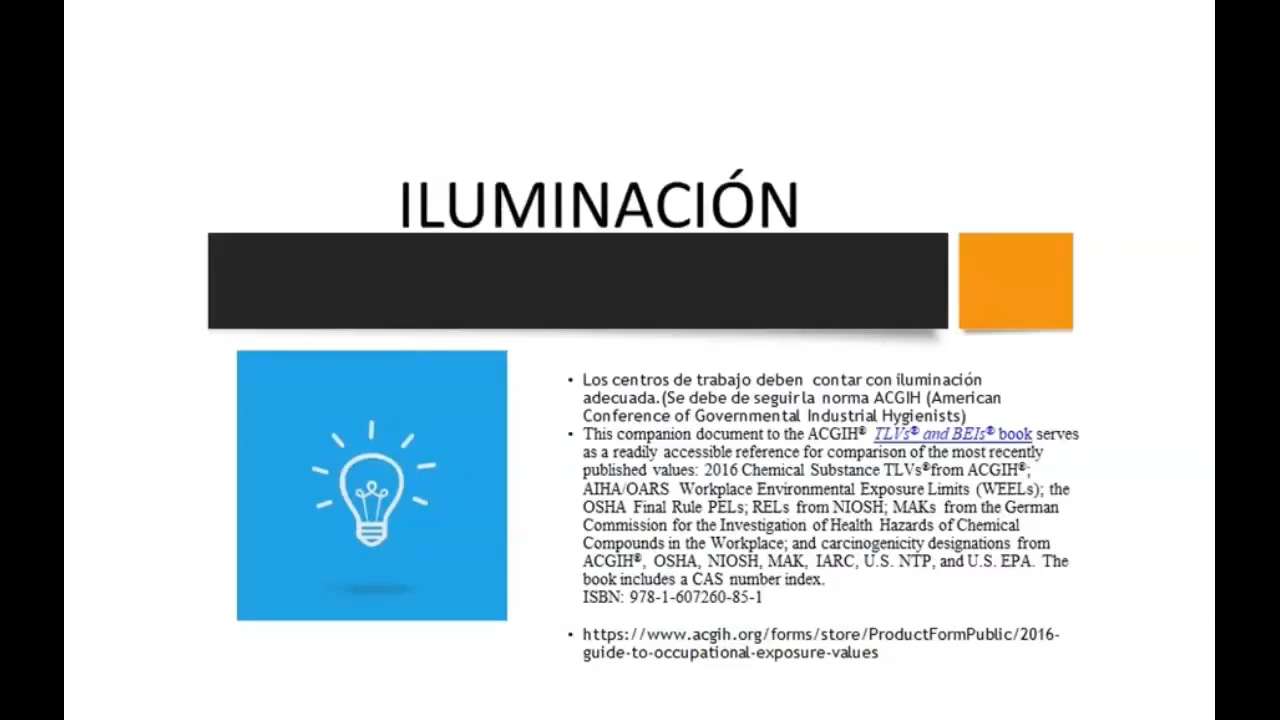 ILUMINACIÓN
• Los centros de trabajo deben contar con iluminación
adecuada.(Se debe de seguir la norma ACGIH (American
Conference of Governmental Industrial Hygienists)
• This companion document to the ACGIH® TLVs® and BEIs® book serves
as a readily accessible reference for comparison of the most recently
published values: 2016 Chemical Substance TLVs®from ACGIH®;
AIHA/OARS Workplace Environmental Exposure Limits (WEELs); the
OSHA Final Rule PELs; RELs from NIOSH; MAKs from the German
Commission for the Investigation of Health Hazards of Chemical
Compounds in the Workplace; and carcinogenicity designations from
ACGIH®, OSHA, NIOSH, MAK, IARC, U.S. NTP, and U.S. EPA. The
book includes a CAS number index.
ISBN: 978-1-607260-85-1
• https://www.acgih.org/forms/store/ProductFormPublic/2016-
guide-to-occupational-exposure-values